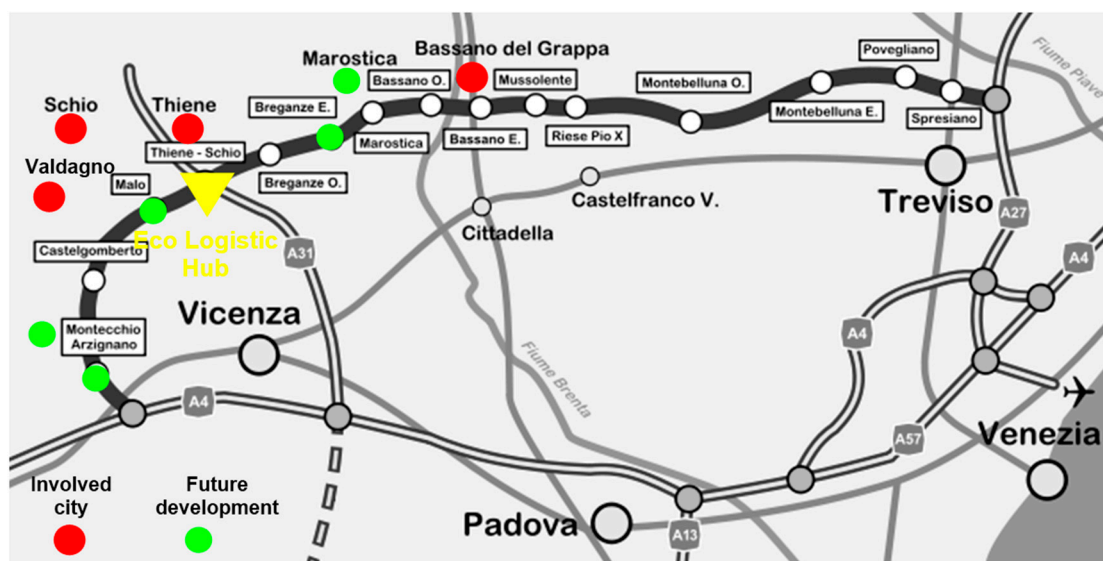 Povegliano
Fiume Piave
Bassano del Grappa
Marostica
Bassano O.
Mussolente
Montebelluna O.
Schio
Thiene
Breganze E.
Montebelluna E.
Spresiano
Marostica
Bassano E.
Riese Pio X
Thiene - Schio
Valdagno
Malo
Breganze O.
Castelfranco V.
Treviso
A27
Cittadella
Castelgomberto
Eco Logistic
Hub
A31
A4
Vicenza
Montecchio
Arzignano
A4
Fiume Brenta
A4
A57
Venezia
Involved
city
Future
development
Padova
A13